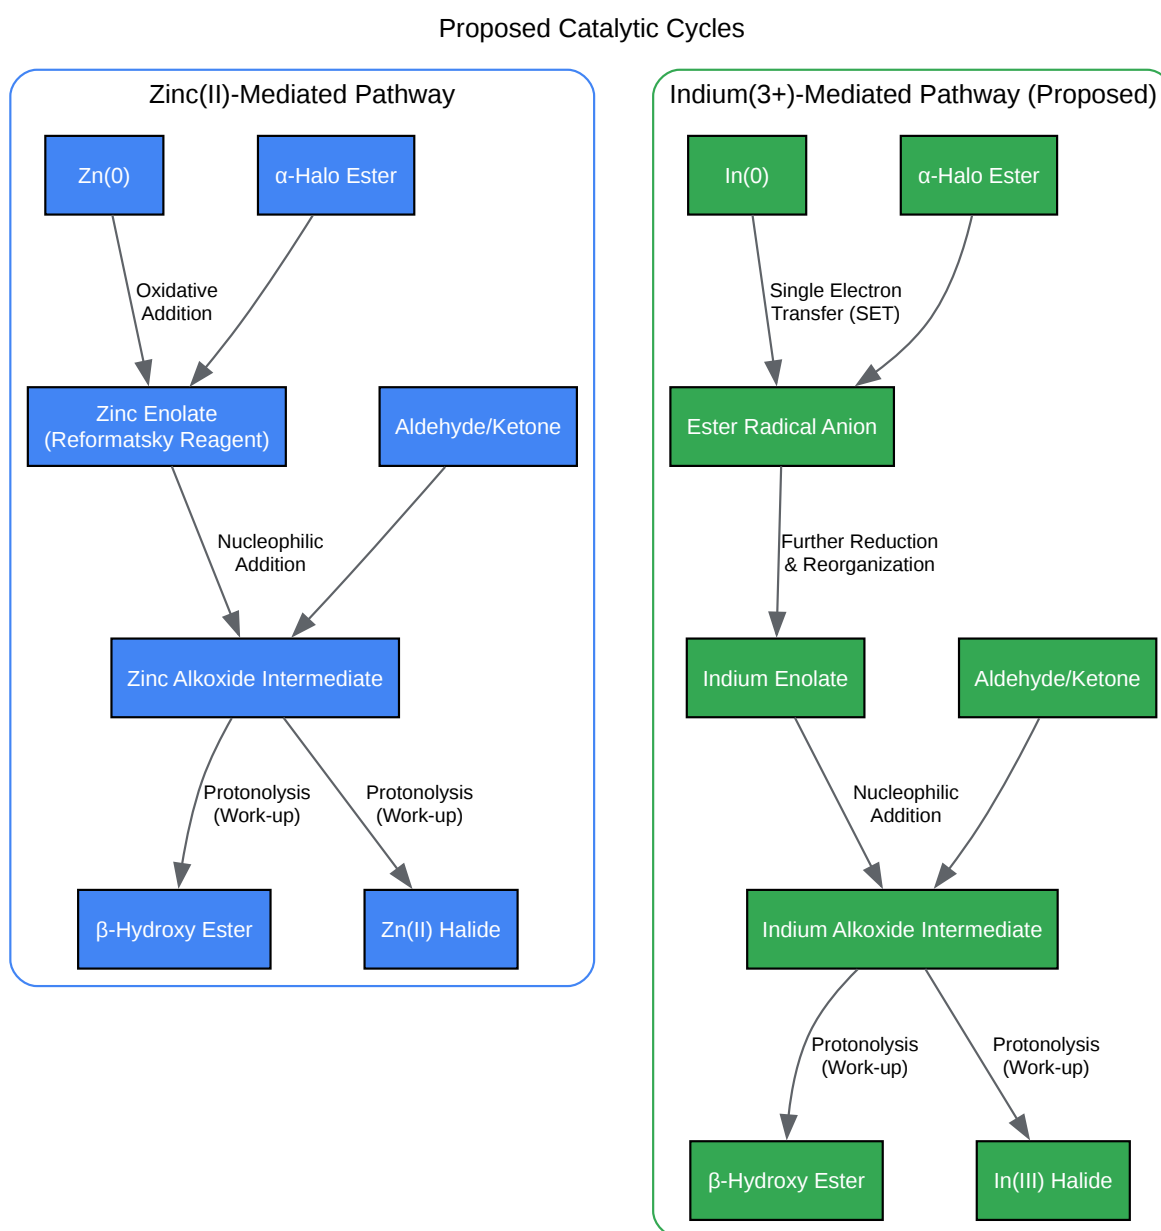 Proposed Catalytic Cycles
Zinc(II)-Mediated Pathway
Zn(0)
α-Halo Ester
Oxidative
Addition
Zinc Enolate
(Reformatsky Reagent)
Aldehyde/Ketone
Nucleophilic
Addition
Zinc Alkoxide Intermediate
Protonolysis
(Work-up)
Protonolysis
(Work-up)
β-Hydroxy Ester
Zn(II) Halide
Indium(3+)-Mediated Pathway (Proposed)
In(0)
α-Halo Ester
Single Electron
Transfer (SET)
Ester Radical Anion
Further Reduction
& Reorganization
Indium Enolate
Aldehyde/Ketone
Nucleophilic
Addition
Indium Alkoxide Intermediate
Protonolysis
(Work-up)
Protonolysis
(Work-up)
β-Hydroxy Ester
In(III) Halide